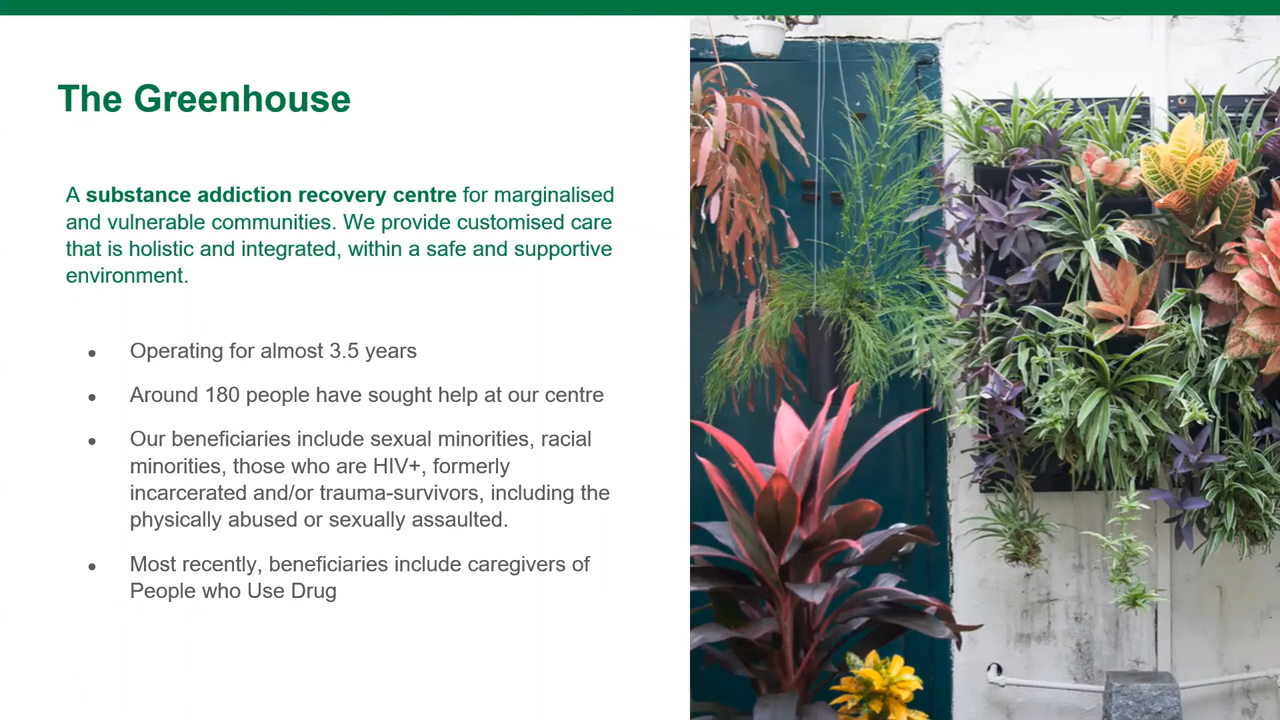 The Greenhouse
A substance addiction recovery centre for marginalised
and vulnerable communities. We provide customised care
that is holistic and integrated, within a safe and supportive
environment.
● Operating for almost 3.5 years
● Around 180 people have sought help at our centre
● Our beneficiaries include sexual minorities, racial
minorities, those who are HIV+, formerly
incarcerated and/or trauma-survivors, including the
physically abused or sexually assaulted.
● Most recently, beneficiaries include caregivers of
People who Use Drug